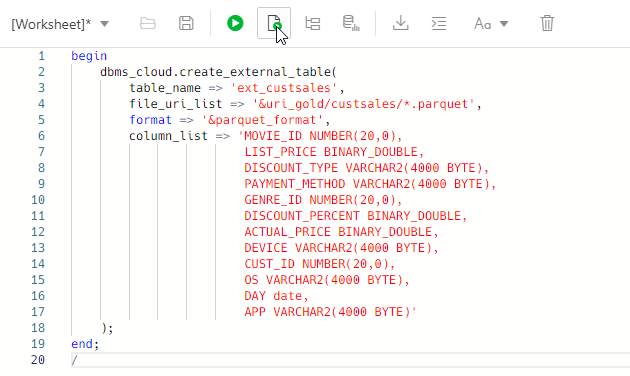 [Worksheet]*
Aa
1 begin
2     dbms_cloud.create_external_table(
3         table_name => 'ext_custsales',
4         file_uri_list => '&uri_gold/custsales/*.parquet',
5         format => '&parquet_format',
6         column_list => 'MOVIE_ID NUMBER(20,0),
7                         LIST_PRICE BINARY_DOUBLE,
8                         DISCOUNT_TYPE VARCHAR2(4000 BYTE),
9                         PAYMENT_METHOD VARCHAR2(4000 BYTE),
10                         GENRE_ID NUMBER(20,0),
11                         DISCOUNT_PERCENT BINARY_DOUBLE,
12                         ACTUAL_PRICE BINARY_DOUBLE,
13                         DEVICE VARCHAR2(4000 BYTE),
14                         CUST_ID NUMBER(20,0),
15                         OS VARCHAR2(4000 BYTE),
16                         DAY date,
17                         APP VARCHAR2(4000 BYTE)'
18     );
19 end;
20 /